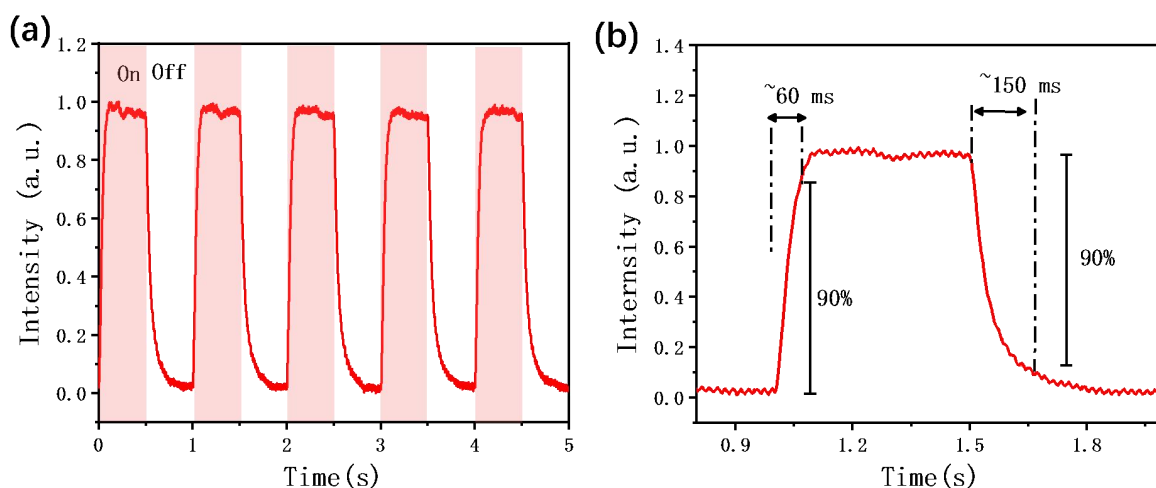 (a)
1.2
1.0
0.8
0.6
0.4
0.2
0.0
Intensity (a.u.)
On Off
0 1 2 3 4 5
Time(s)
(b)
1.4
1.2
1.0
0.8
0.6
0.4
0.2
0.0
Internsity (a.u.)
~60 ms
~150 ms
90%
90%
0.9 1.2 1.5 1.8
Time(s)